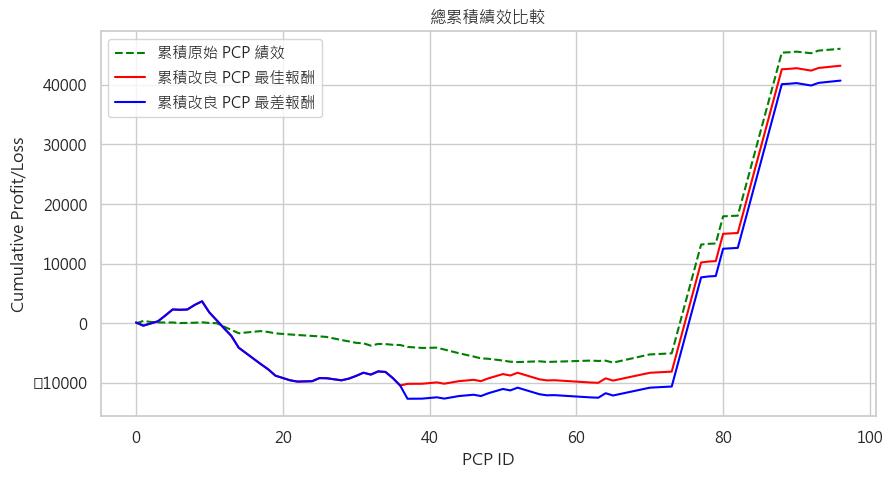 總累積績效比較
累積原始 PCP 績效
累積改良 PCP 最佳報酬
累積改良 PCP 最差報酬
Cumulative Profit/Loss
40000
30000
20000
10000
0
□10000
0 20 40 60 80 100
PCP ID